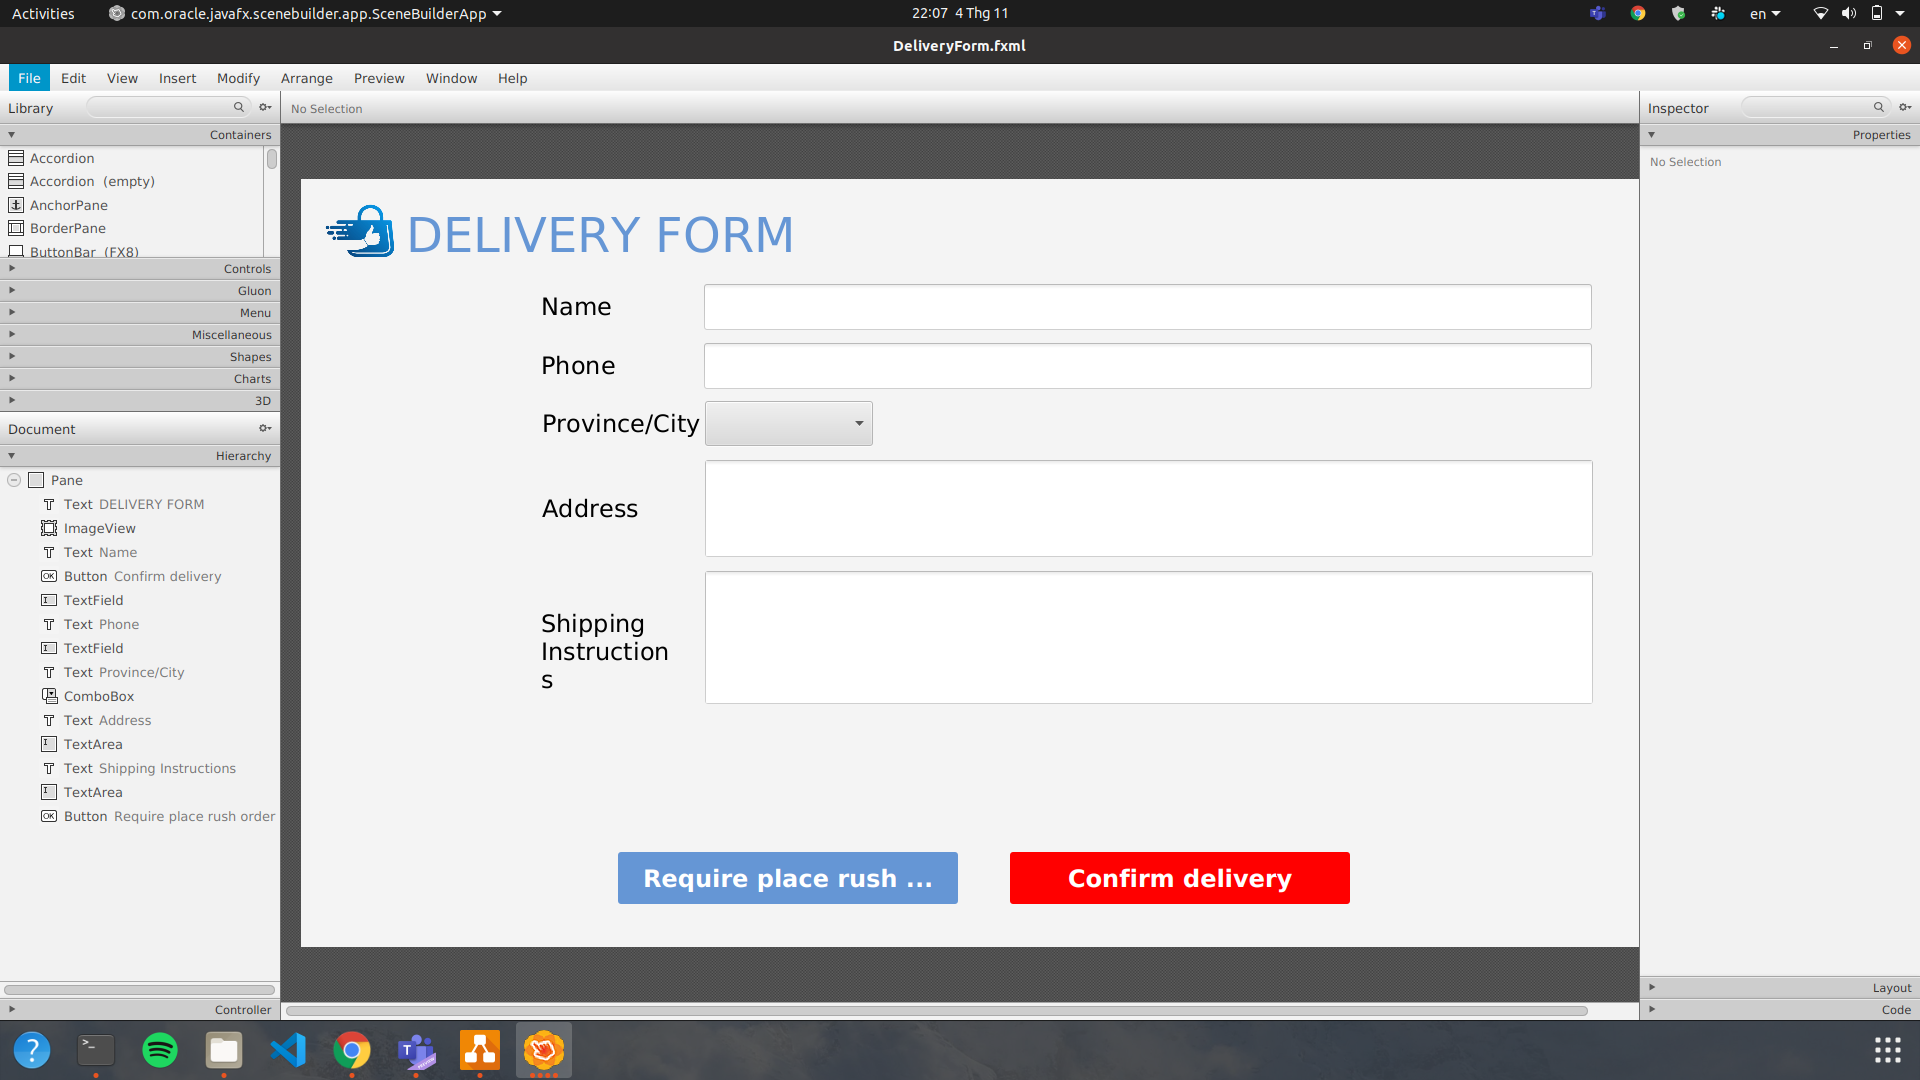 Activities
com.oracle.javafx.scenebuilder.app.SceneBuilderApp
22:07 4 Thg 11
en
DeliveryForm.fxml
File Edit View Insert Modify Arrange Preview Window Help
Library
No Selection
Inspector
Containers
Properties
No Selection
Accordion
Accordion (empty)
AnchorPane
BorderPane
ButtonBar (FX8)
Controls
Gluon
Menu
Miscellaneous
Shapes
Charts
3D
Document
Hierarchy
Pane
Text DELIVERY FORM
ImageView
Text Name
OK Button Confirm delivery
TextField
Text Phone
TextField
Text Province/City
ComboBox
Text Address
TextArea
Text Shipping Instructions
TextArea
OK Button Require place rush order
Controller
DELIVERY FORM
Name
Phone
Province/City
Address
Shipping
Instruction
s
Require place rush ...
Confirm delivery
Layout
Code